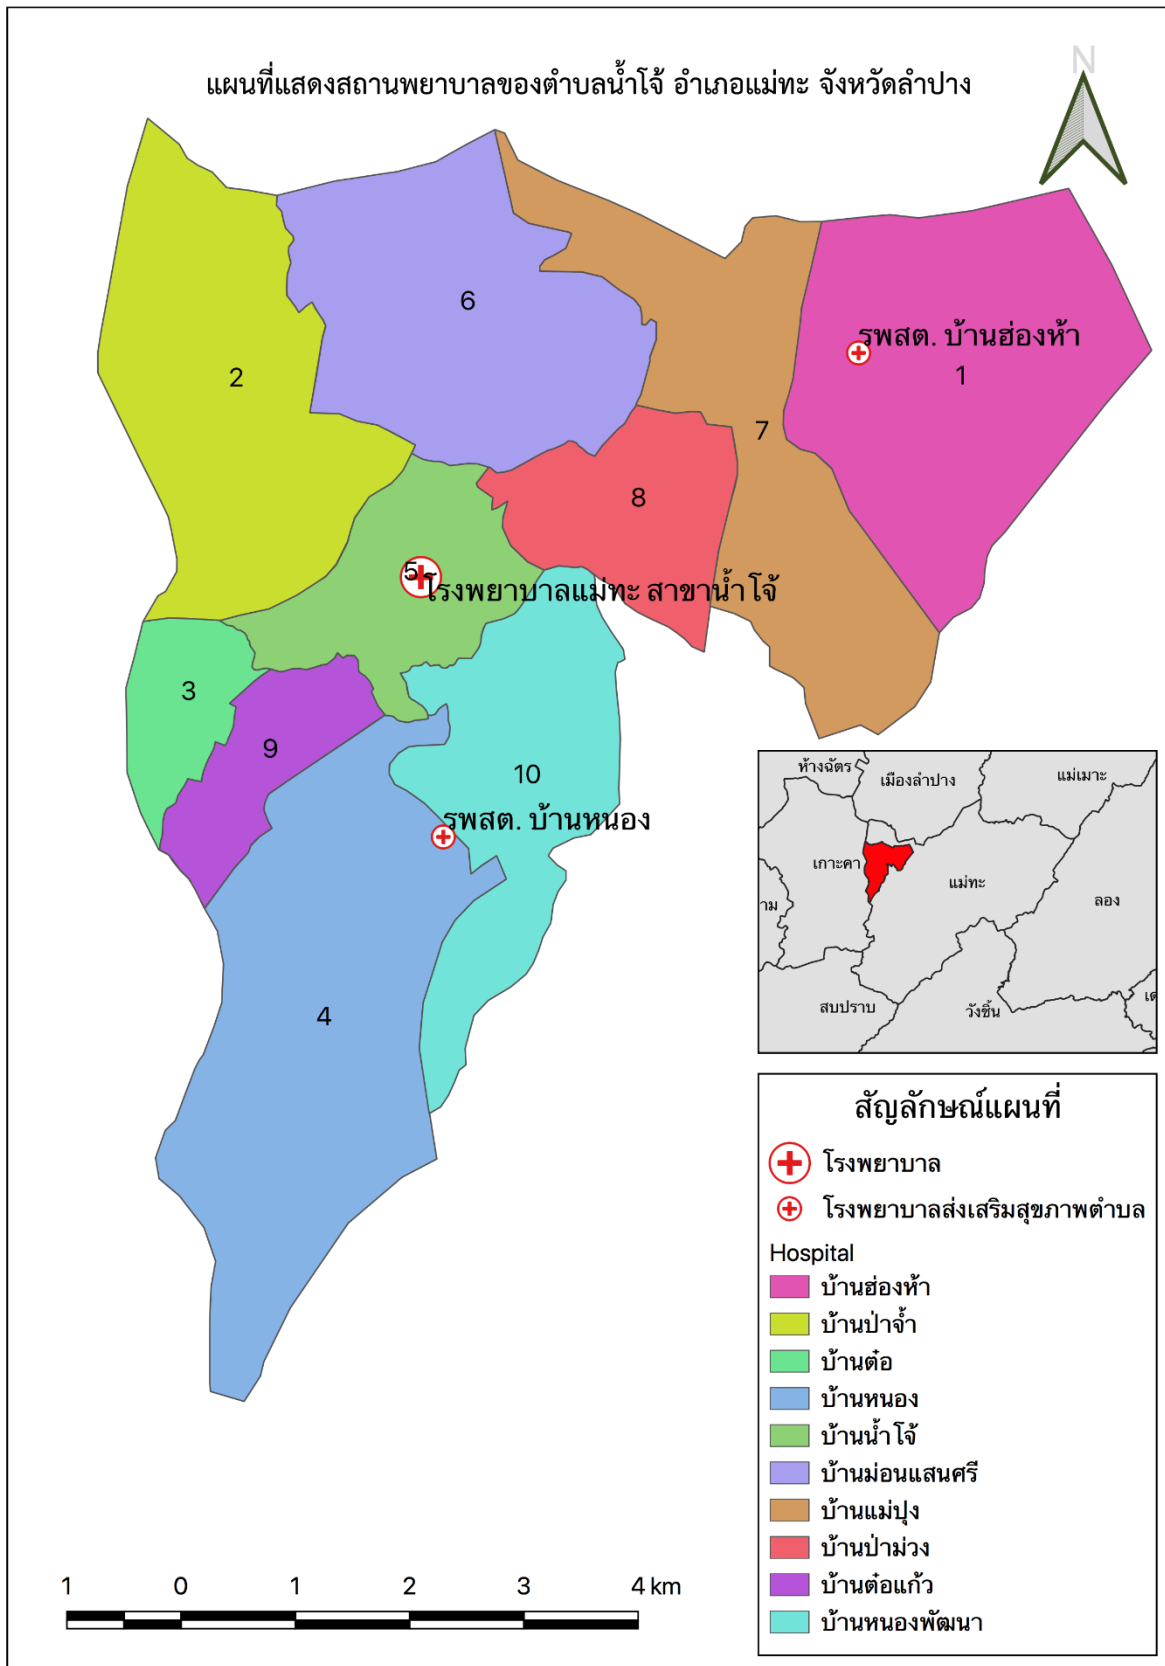 แผนที่แสดงสถานพยาบาลของตำบลน้ำโจ้ อำเภอแม่ทะ จังหวัดลำปาง
N
6
รพสต. บ้านฮ่องห้า
1
2
7
8
5
โรงพยาบาลแม่ทะ สาขาน้ำโจ้
3
9
10
รพสต. บ้านหนอง
4
ห้างฉัตร
เมืองลำปาง
แม่เมาะ
เกาะคา
แม่ทะ
ลอง
าม
สบปราบ
วังชิ้น
เด
สัญลักษณ์แผนที่
โรงพยาบาล
โรงพยาบาลส่งเสริมสุขภาพตำบล
Hospital
บ้านฮ่องห้า
บ้านป่าจ้ำ
บ้านต๋อ
บ้านหนอง
บ้านน้ำโจ้
บ้านม่อนแสนศรี
บ้านแม่ปุง
บ้านป่าม่วง
บ้านต๋อแก้ว
บ้านหนองพัฒนา
1 0 1 2 3 4 km